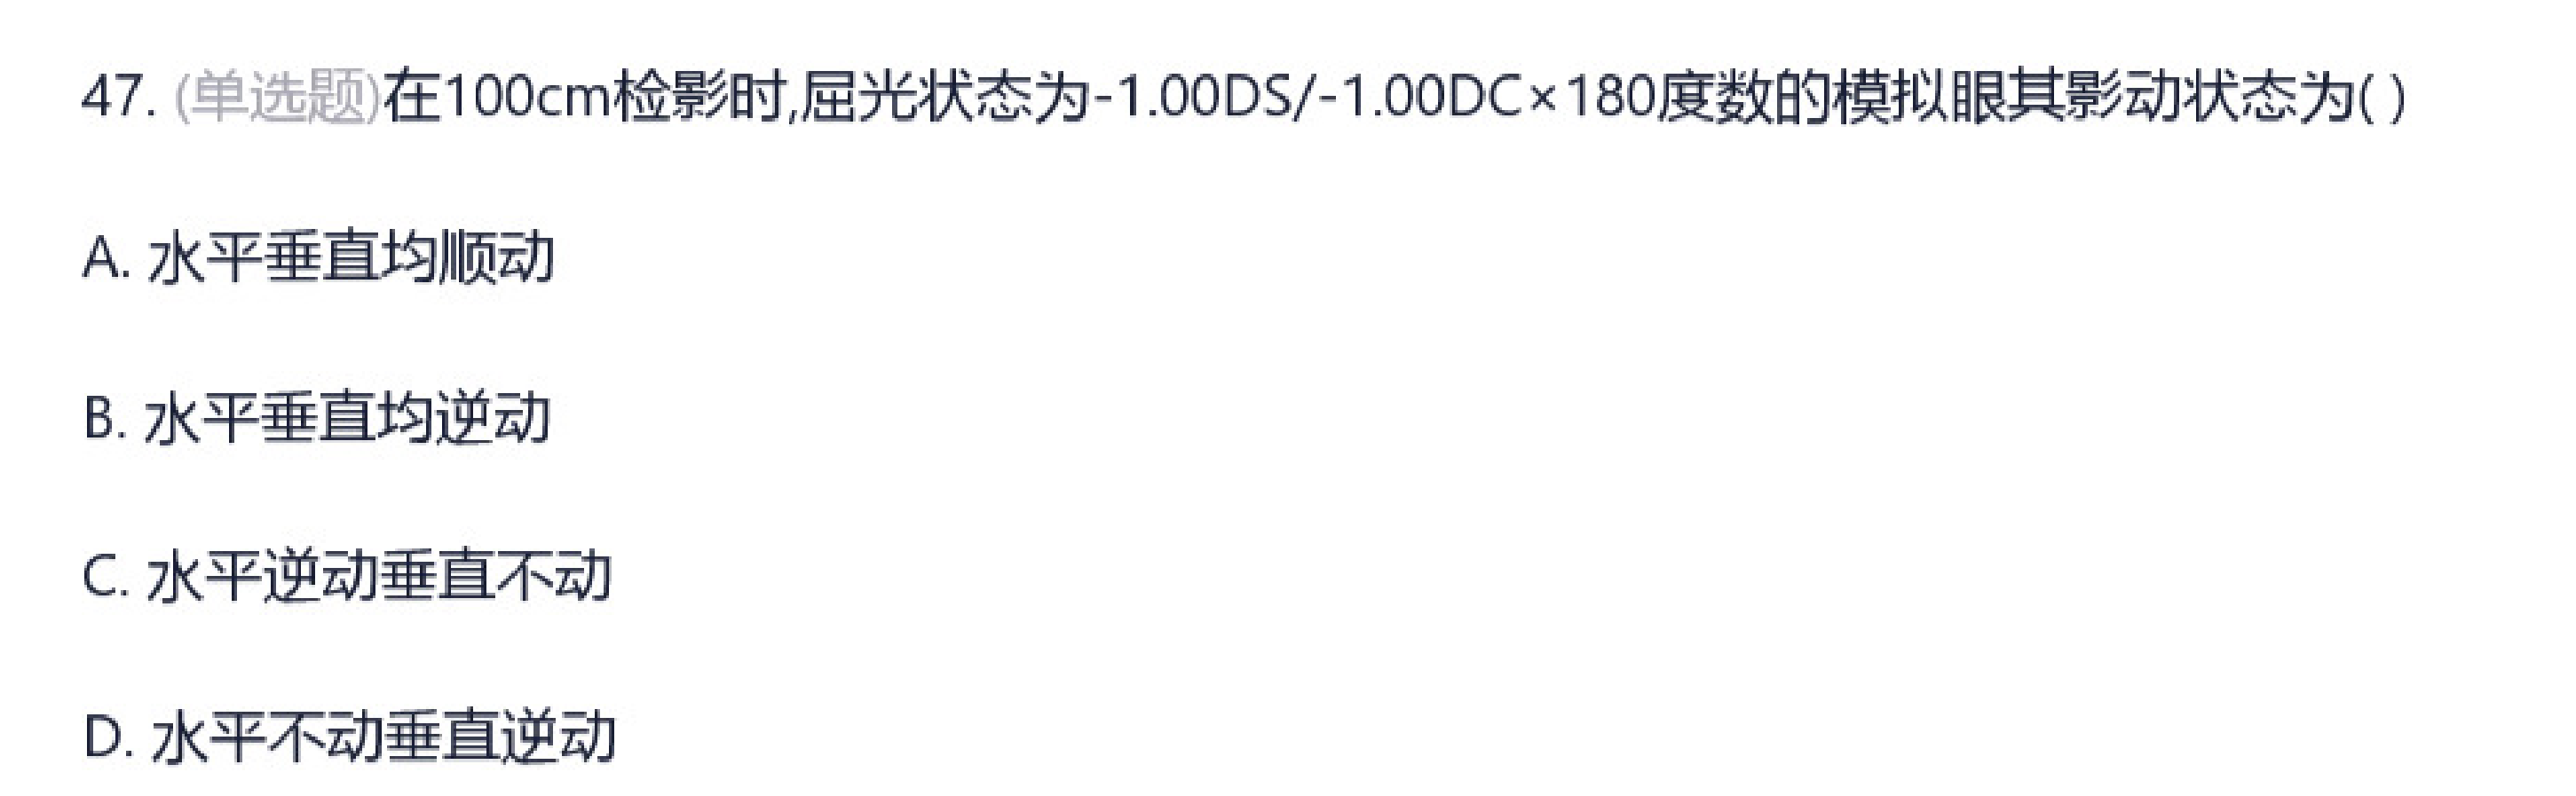 47. (单选题)在100cm检影时,屈光状态为-1.00DS/-1.00DC×180度数的模拟眼其影动状态为( )
A. 水平垂直均顺动
B. 水平垂直均逆动
C. 水平逆动垂直不动
D. 水平不动垂直逆动